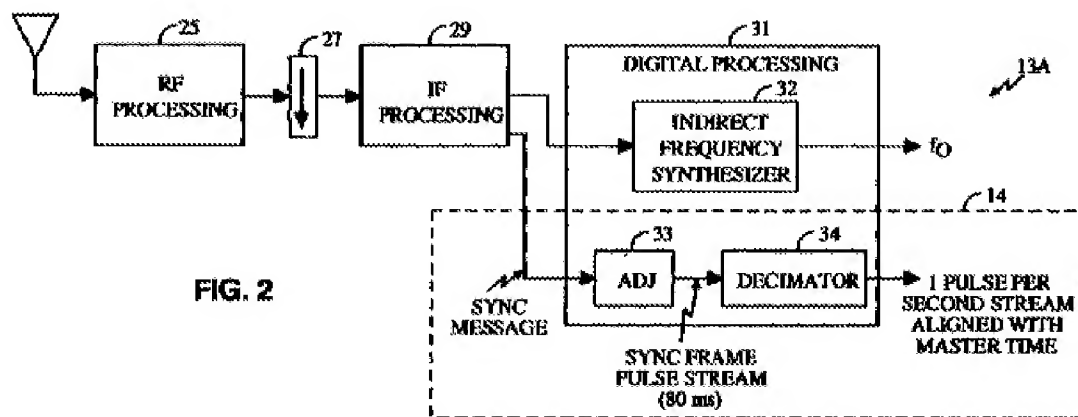 25
27
29
31
13A
RF
PROCESSING
IF
PROCESSING
DIGITAL PROCESSING
32
INDIRECT
FREQUENCY
SYNTHESIZER
fO
14
33
34
ADJ
DECIMATOR
1 PULSE PER
SECOND STREAM
ALIGNED WITH
MASTER TIME
FIG. 2
SYNC
MESSAGE
SYNC FRAME
PULSE STREAM
(80 ms)